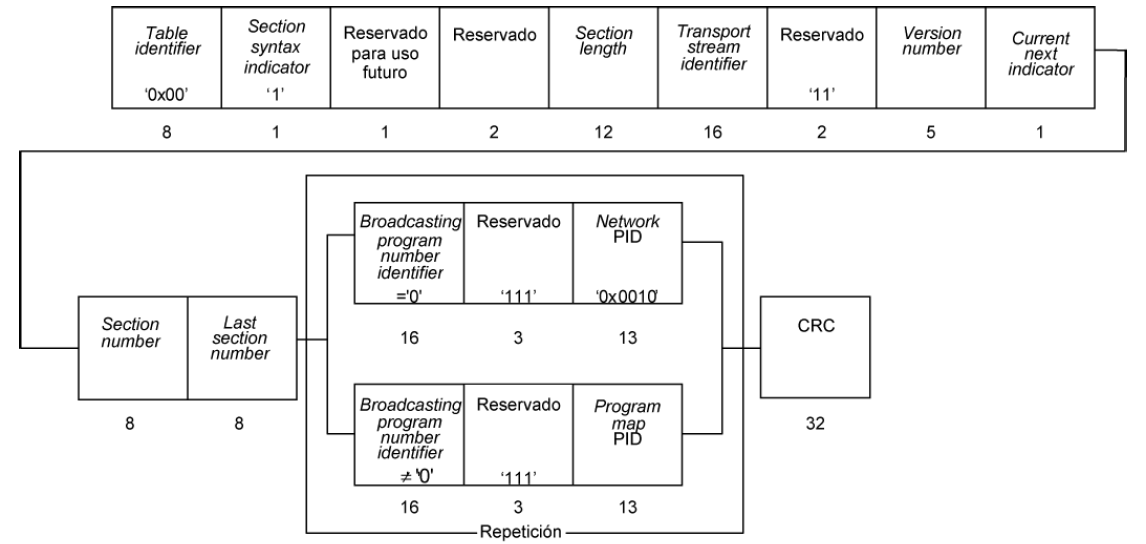 Table
identifier
‘0x00’
Section
syntax
indicator
‘1’
Reservado
para uso
futuro
Reservado
Section
length
Transport
stream
identifier
Reservado
‘11’
Version
number
Current
next
indicator
8
1
1
2
12
16
2
5
1
Section
number
Last
section
number
8
8
Broadcasting
program
number
identifier
='0'
Reservado
‘111’
Network
PID
‘0x0010’
16
3
13
Broadcasting
program
number
identifier
≠ '0'
Reservado
‘111’
Program
map
PID
16
3
13
Repetición
CRC
32